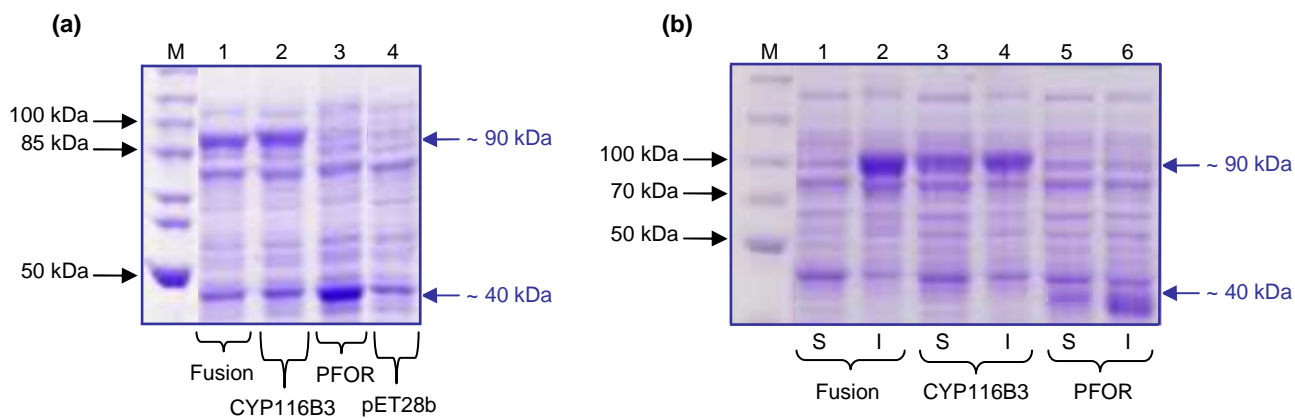 (a)
M 1 2 3 4
100 kDa
85 kDa
~ 90 kDa
50 kDa
~ 40 kDa
Fusion PFOR
CYP116B3 pET28b
(b)
M 1 2 3 4 5 6
100 kDa
~ 90 kDa
70 kDa
50 kDa
~ 40 kDa
S I S I S I
Fusion CYP116B3 PFOR